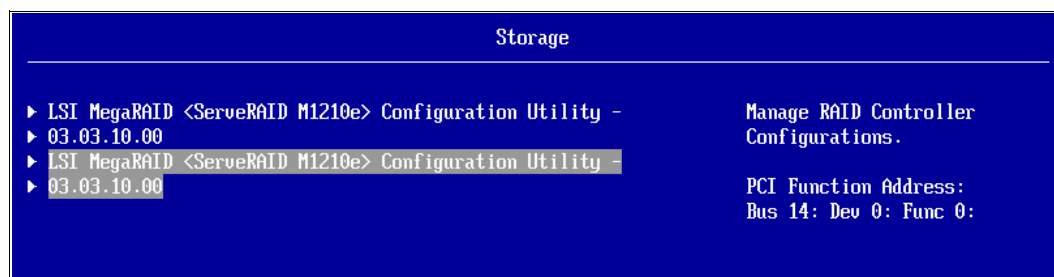 Storage
▶ LSI MegaRAID <ServeRAID M1210e> Configuration Utility -
▶ 03.03.10.00
▶ LSI MegaRAID <ServeRAID M1210e> Configuration Utility -
▶ 03.03.10.00
Manage RAID Controller
Configurations.
PCI Function Address:
Bus 14: Dev 0: Func 0: